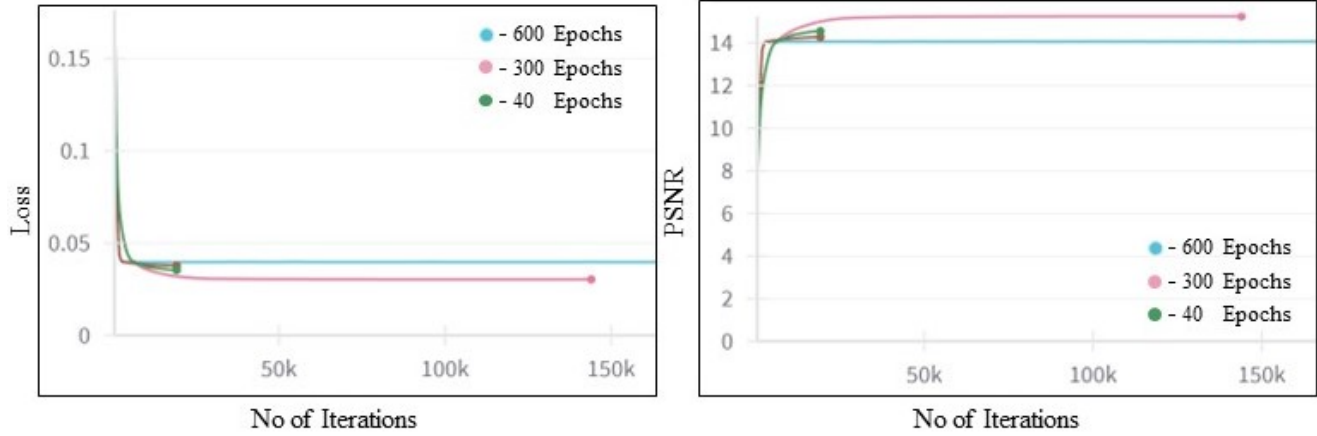 0.15
0.1
0.05
0
50k
100k
150k
Loss
No of Iterations
- 600 Epochs
- 300 Epochs
- 40 Epochs
14
12
10
8
6
4
2
0
50k
100k
150k
PSNR
No of Iterations
- 600 Epochs
- 300 Epochs
- 40 Epochs